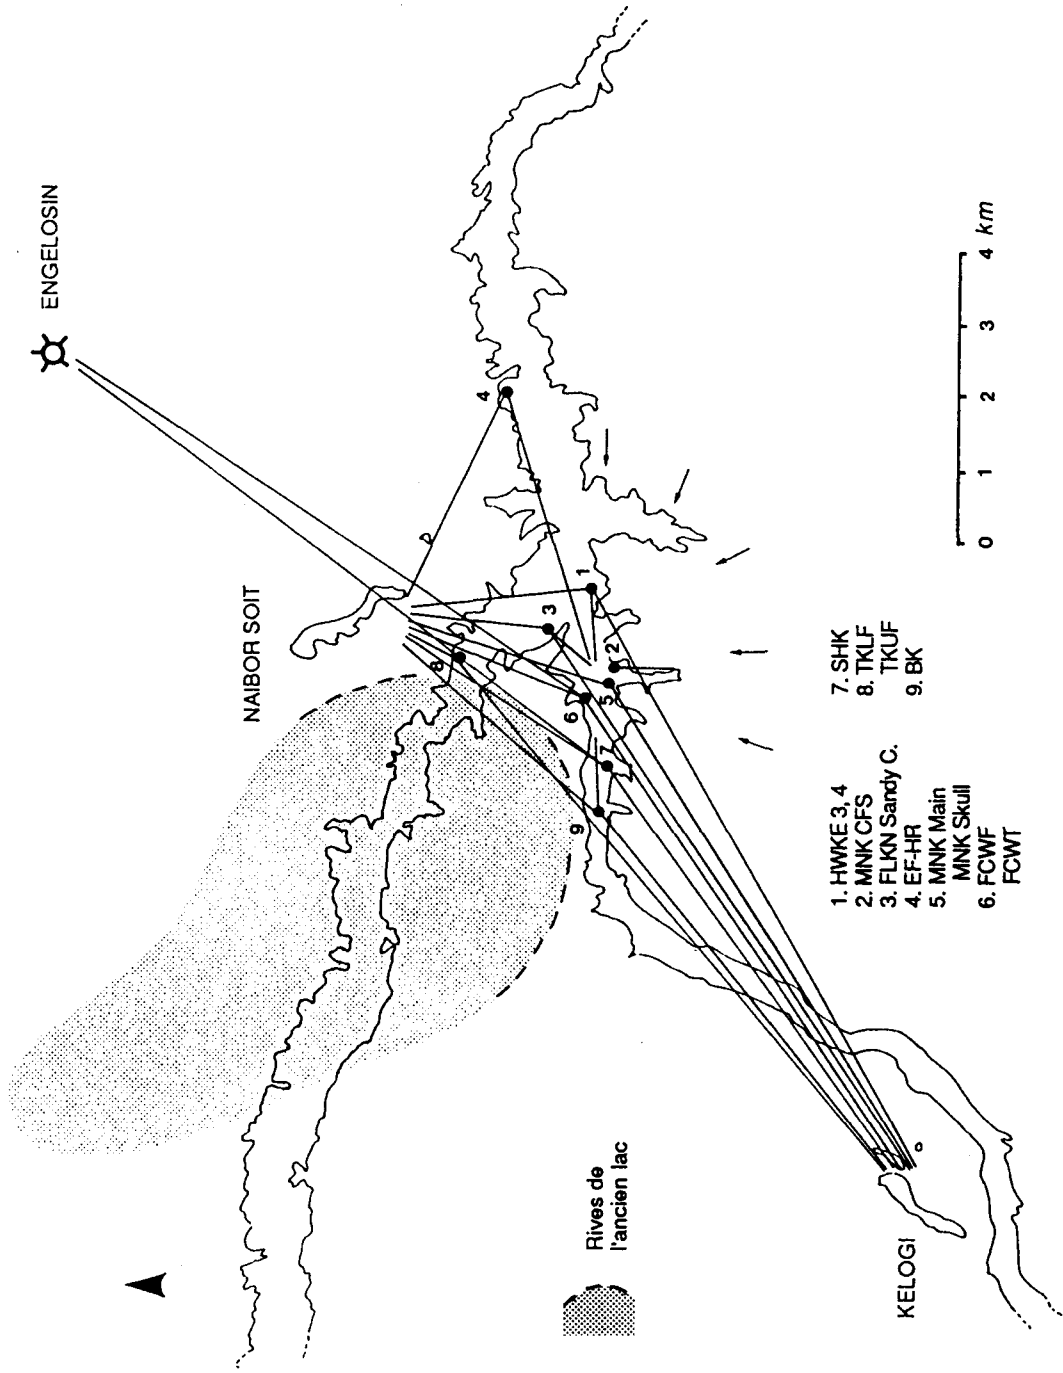 ENGELOSIN
NAIBOR SOIT
4
8
3
1
6
5
2
7
9
KELOGI
Rives de
l'ancien lac
1. HWKE 3, 4
2. MNK CFS
3. FLKN Sandy C.
4. EF-HR
5. MNK Main
MNK Skull
6. FCWF
FCWT
7. SHK
8. TKLF
TKUF
9. BK
0 1 2 3 4 km